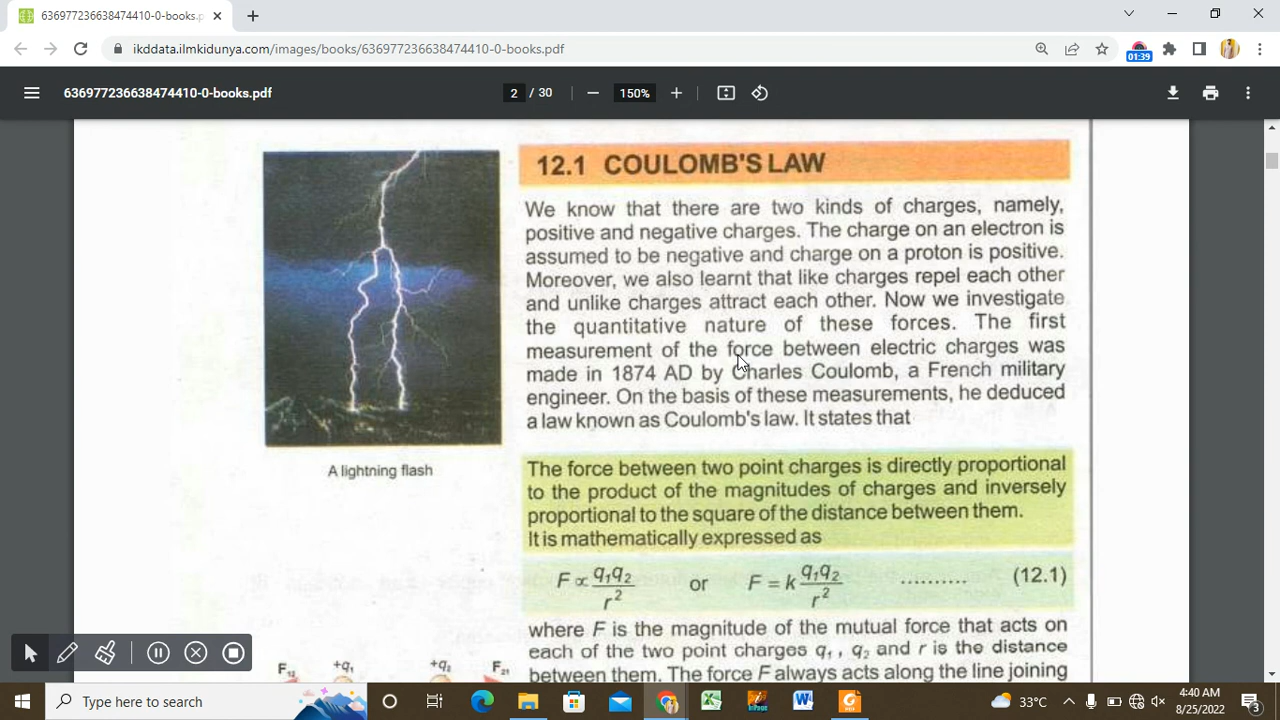 636977236638474410-0-books.p
ikddata.ilmkidunya.com/images/books/636977236638474410-0-books.pdf
01:39
636977236638474410-0-books.pdf
2 / 30
150%
12.1 COULOMB'S LAW
We know that there are two kinds of charges, namely,
positive and negative charges. The charge on an electron is
assumed to be negative and charge on a proton is positive.
Moreover, we also learnt that like charges repel each other
and unlike charges attract each other. Now we investigate
the quantitative nature of these forces. The first
measurement of the force between electric charges was
made in 1874 AD by Charles Coulomb, a French military
engineer. On the basis of these measurements, he deduced
a law known as Coulomb's law. It states that
A lightning flash
The force between two point charges is directly proportional
to the product of the magnitudes of charges and inversely
proportional to the square of the distance between them.
It is mathematically expressed as
F ∝ q₁q₂/r² or F = k q₁q₂/r² .......... (12.1)
where F is the magnitude of the mutual force that acts on
each of the two point charges q₁, q₂ and r is the distance
between them. The force F always acts along the line joining
F₁₂ +q₁ +q₂ F₂₁
Type here to search
33°C
4:40 AM
8/25/2022
3